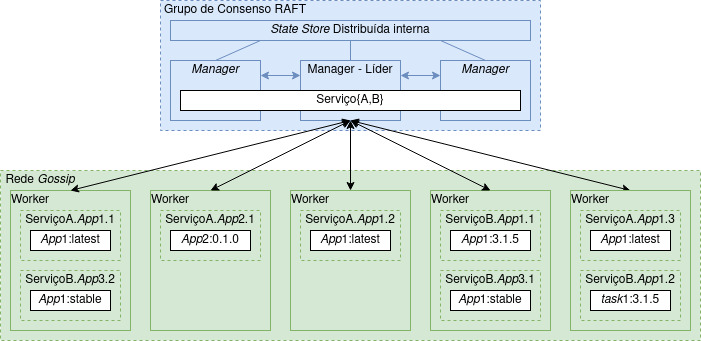 Grupo de Consenso RAFT
State Store Distribuída interna
Manager
Manager - Líder
Manager
Serviço{A,B}
Rede Gossip
Worker
ServiçoA.App1.1
App1:latest
ServiçoB.App3.2
App1:stable
Worker
ServiçoA.App2.1
App2:0.1.0
Worker
ServiçoA.App1.2
App1:latest
Worker
ServiçoB.App1.1
App1:3.1.5
ServiçoB.App3.1
App1:stable
Worker
ServiçoA.App1.3
App1:latest
ServiçoB.App1.2
task1:3.1.5